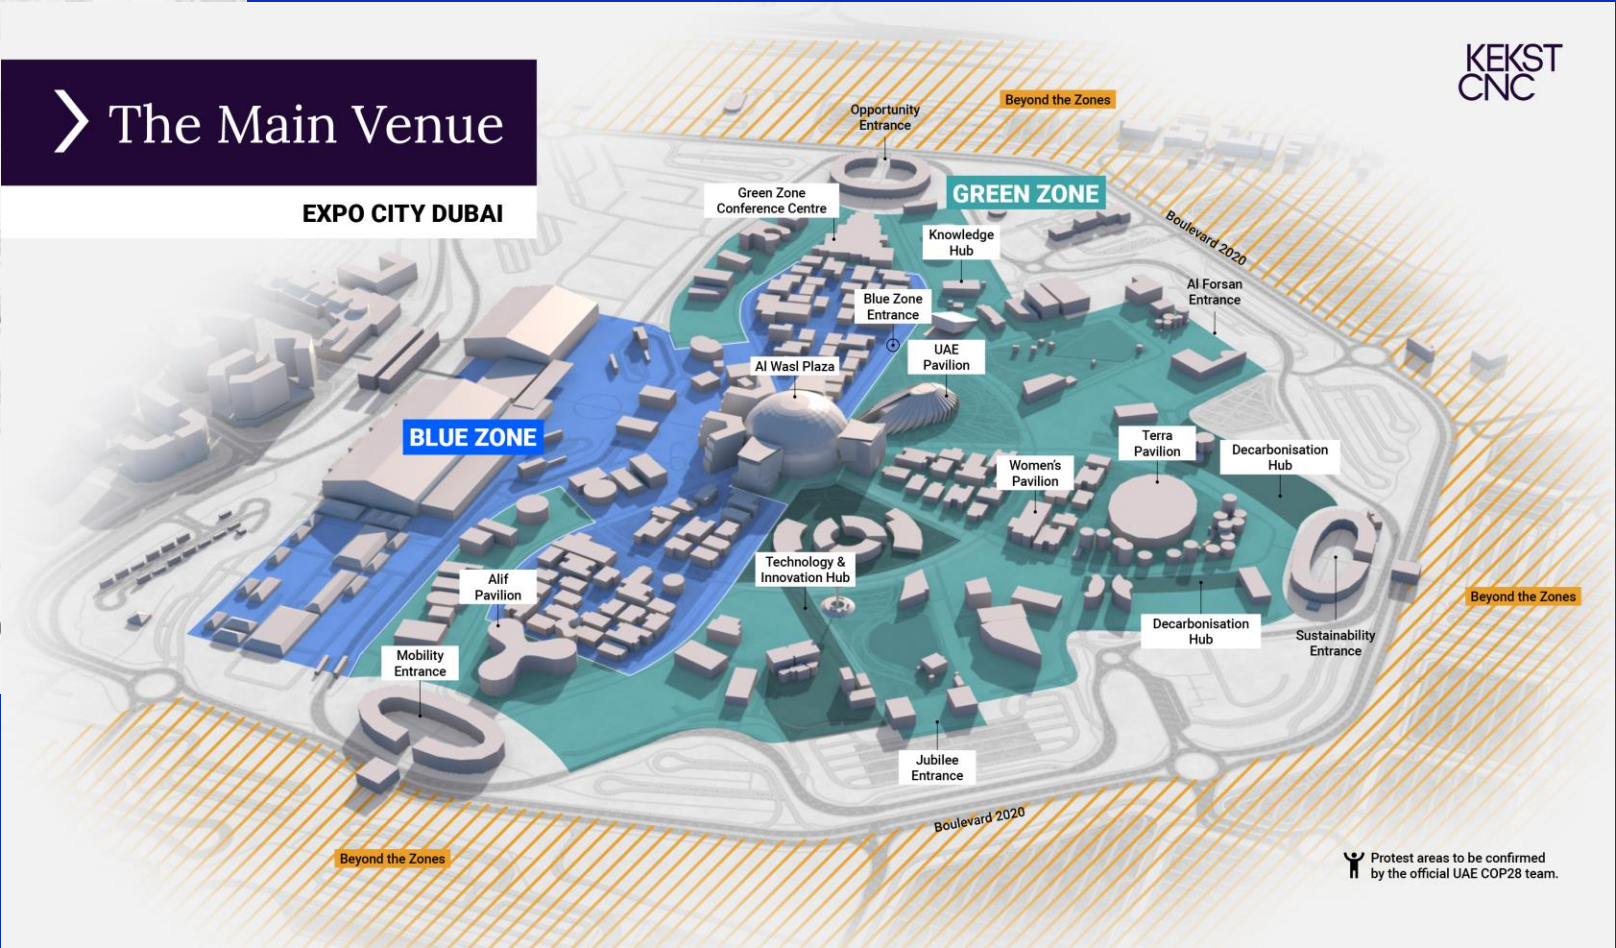 The Main Venue
EXPO CITY DUBAI
KEKST
CNC
Beyond the Zones
Opportunity
Entrance
GREEN ZONE
Green Zone
Conference Centre
Knowledge
Hub
Boulevard 2020
Al Forsan
Entrance
Blue Zone
Entrance
UAE
Pavilion
Al Wasl Plaza
BLUE ZONE
Terra
Pavilion
Decarbonisation
Hub
Women's
Pavilion
Technology &
Innovation Hub
Alif
Pavilion
Beyond the Zones
Decarbonisation
Hub
Sustainability
Entrance
Mobility
Entrance
Jubilee
Entrance
Boulevard 2020
Beyond the Zones
Protest areas to be confirmed
by the official UAE COP28 team.